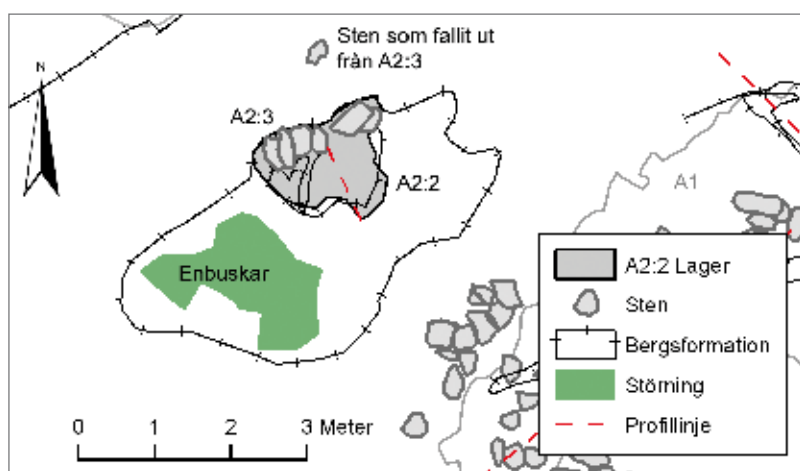 Sten som fallit ut
från A2:3
N
A2:3
A2:2
A1
Enbuskar
A2:2 Lager
Sten
Bergsformation
Störning
Profillinje
0 1 2 3 Meter